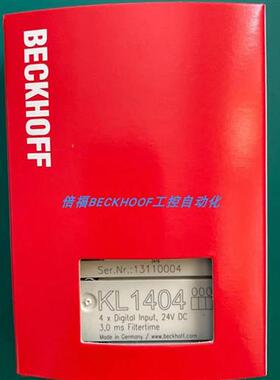 BECKHOFF
倍福BECKHOOF工控自动化
Ser.Nr.:13110004
KL1404
4 x Digital Input, 24V DC
3,0 ms Filtertime
Made in Germany / www.beckhoff.com